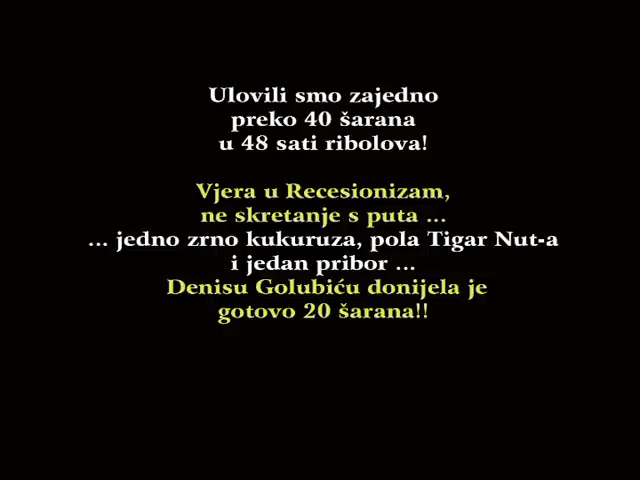 Ulovili smo zajedno
preko 40 šarana
u 48 sati ribolova!
Vjera u Recesionizam,
ne skretanje s puta ...
... jedno zrno kukuruza, pola Tigar Nut-a
i jedan pribor ...
Denisu Golubiću donijela je
gotovo 20 šarana!!